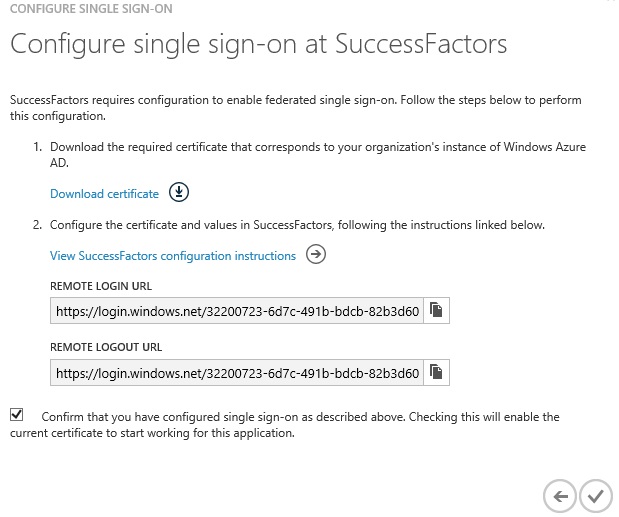 CONFIGURE SINGLE SIGN-ON
Configure single sign-on at SuccessFactors
SuccessFactors requires configuration to enable federated single sign-on. Follow the steps below to perform
this configuration.
1. Download the required certificate that corresponds to your organization's instance of Windows Azure
AD.
Download certificate
2. Configure the certificate and values in SuccessFactors, following the instructions linked below.
View SuccessFactors configuration instructions
REMOTE LOGIN URL
https://login.windows.net/32200723-6d7c-491b-bdcb-82b3d60
REMOTE LOGOUT URL
https://login.windows.net/32200723-6d7c-491b-bdcb-82b3d60
Confirm that you have configured single sign-on as described above. Checking this will enable the
current certificate to start working for this application.